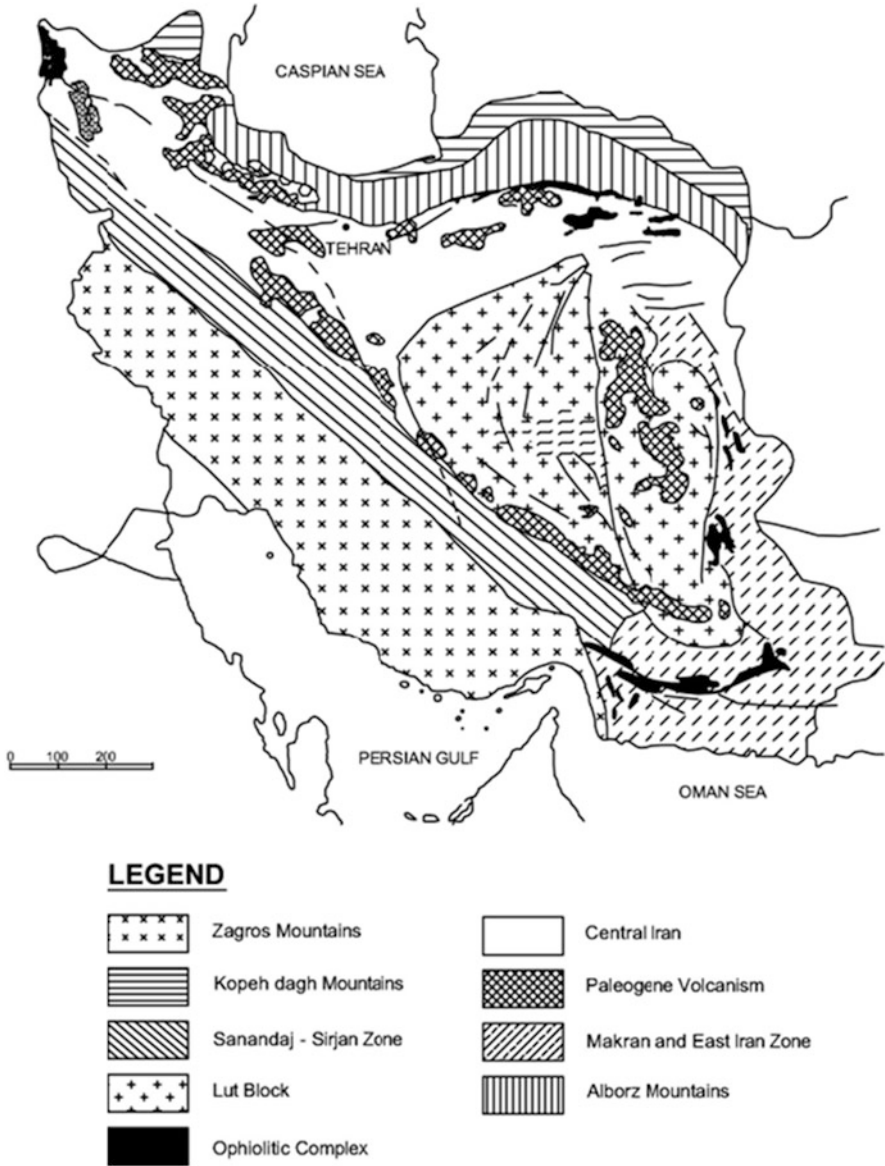 CASPIAN SEA
TEHRAN
0 100 200
PERSIAN GULF
OMAN SEA
LEGEND
Zagros Mountains
Central Iran
Kopeh dagh Mountains
Paleogene Volcanism
Sanandaj - Sirjan Zone
Makran and East Iran Zone
Lut Block
Alborz Mountains
Ophiolitic Complex